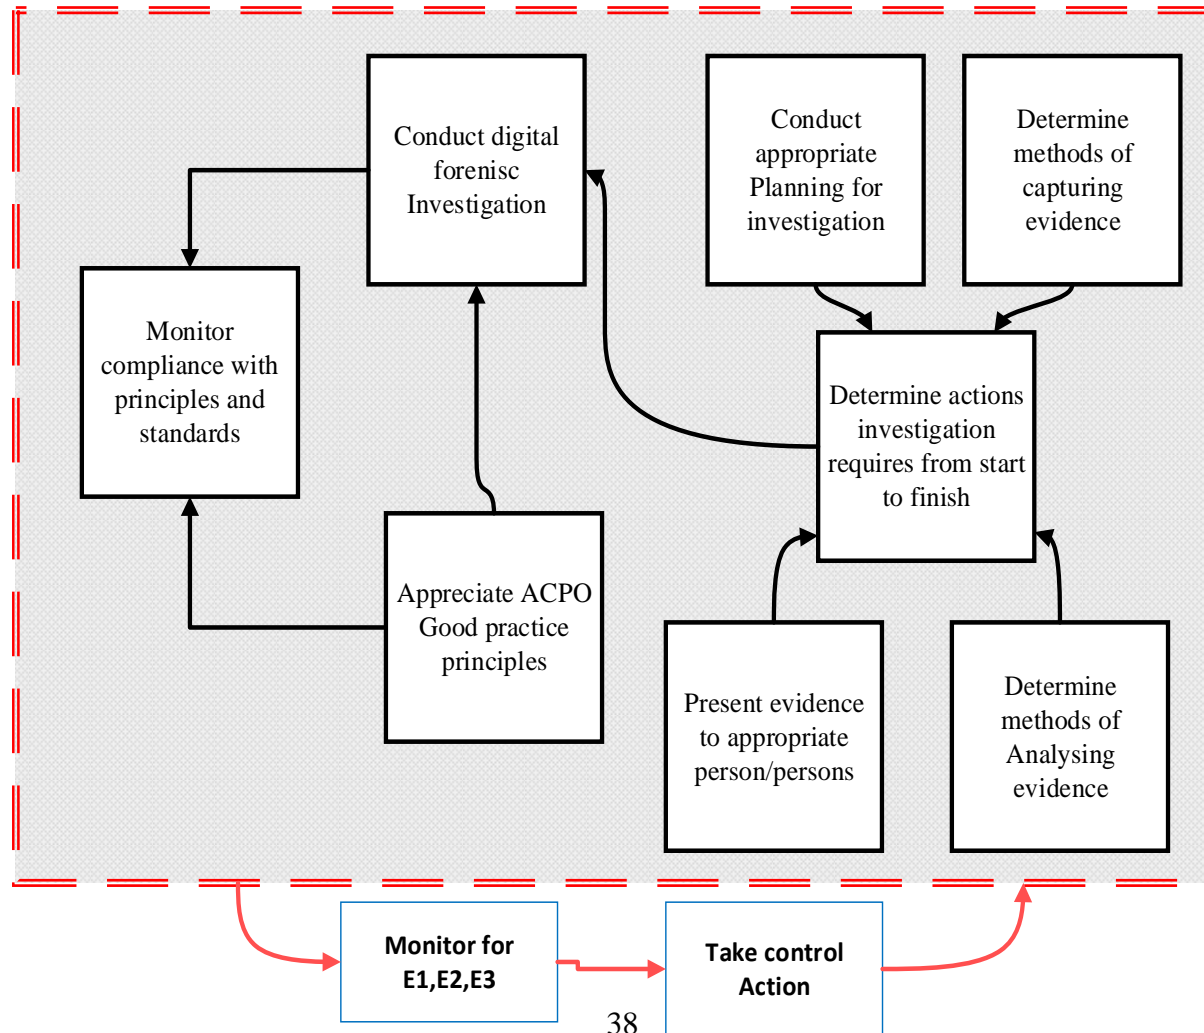 Conduct digital
forenisc
Investigation
Conduct
appropriate
Planning for
investigation
Determine
methods of
capturing
evidence
Monitor
compliance with
principles and
standards
Determine actions
investigation
requires from start
to finish
Appreciate ACPO
Good practice
principles
Present evidence
to appropriate
person/persons
Determine
methods of
Analysing
evidence
Monitor for
E1,E2,E3
Take control
Action
38